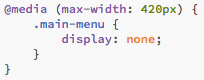 @media (max-width: 420px) {
    .main-menu {
        display: none;
    }
}